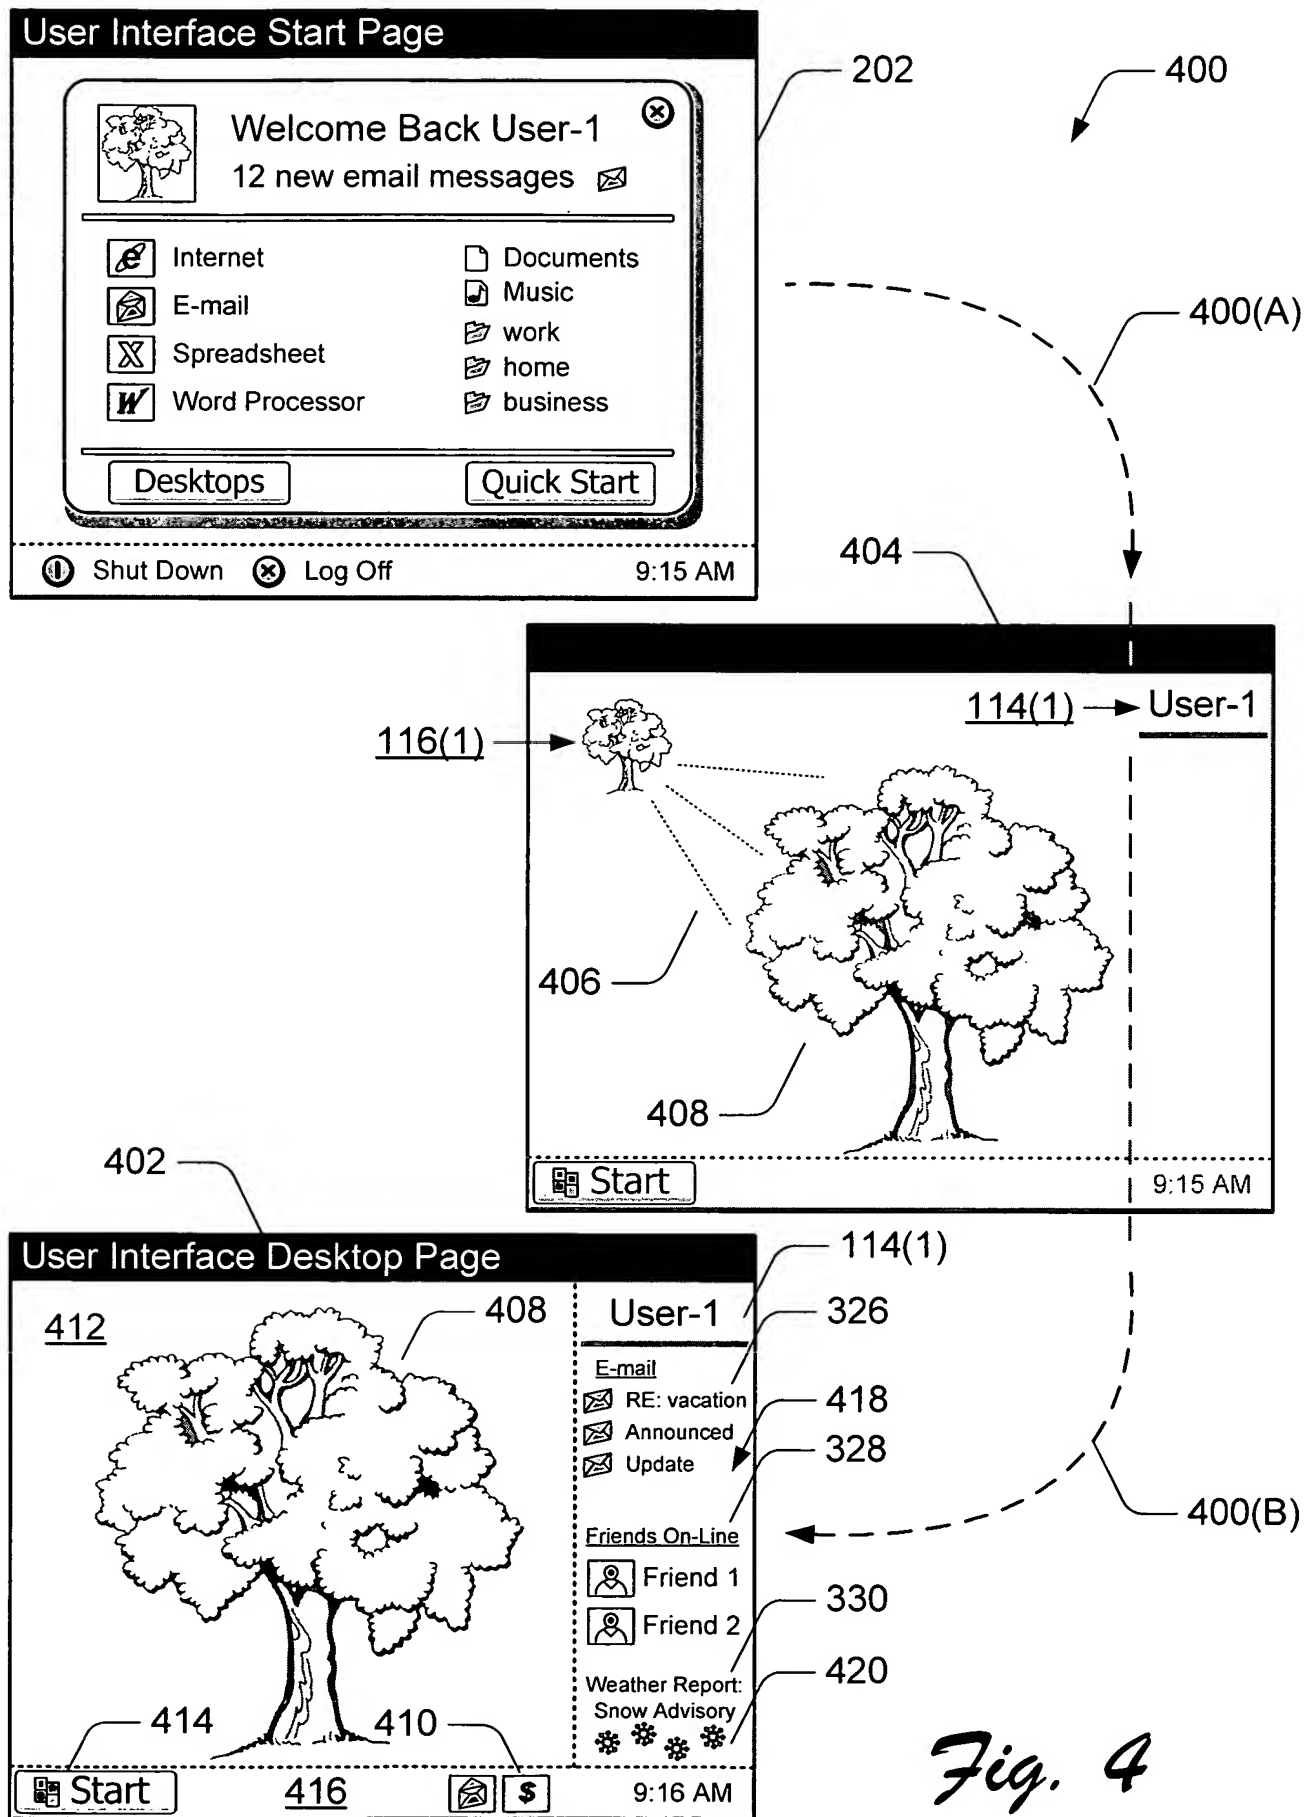 User Interface Start Page
202
400
Welcome Back User-1
12 new email messages
Internet
E-mail
Spreadsheet
Word Processor
Documents
Music
work
home
business
400(A)
Desktops
Quick Start
Shut Down
Log Off
9:15 AM
404
114(1)
User-1
116(1)
406
408
Start
9:15 AM
402
User Interface Desktop Page
114(1)
412
408
User-1
326
E-mail
RE: vacation
418
Announced
328
Update
400(B)
Friends On-Line
Friend 1
330
Friend 2
420
Weather Report:
Snow Advisory
414
410
Start
416
$
9:16 AM
Fig. 4